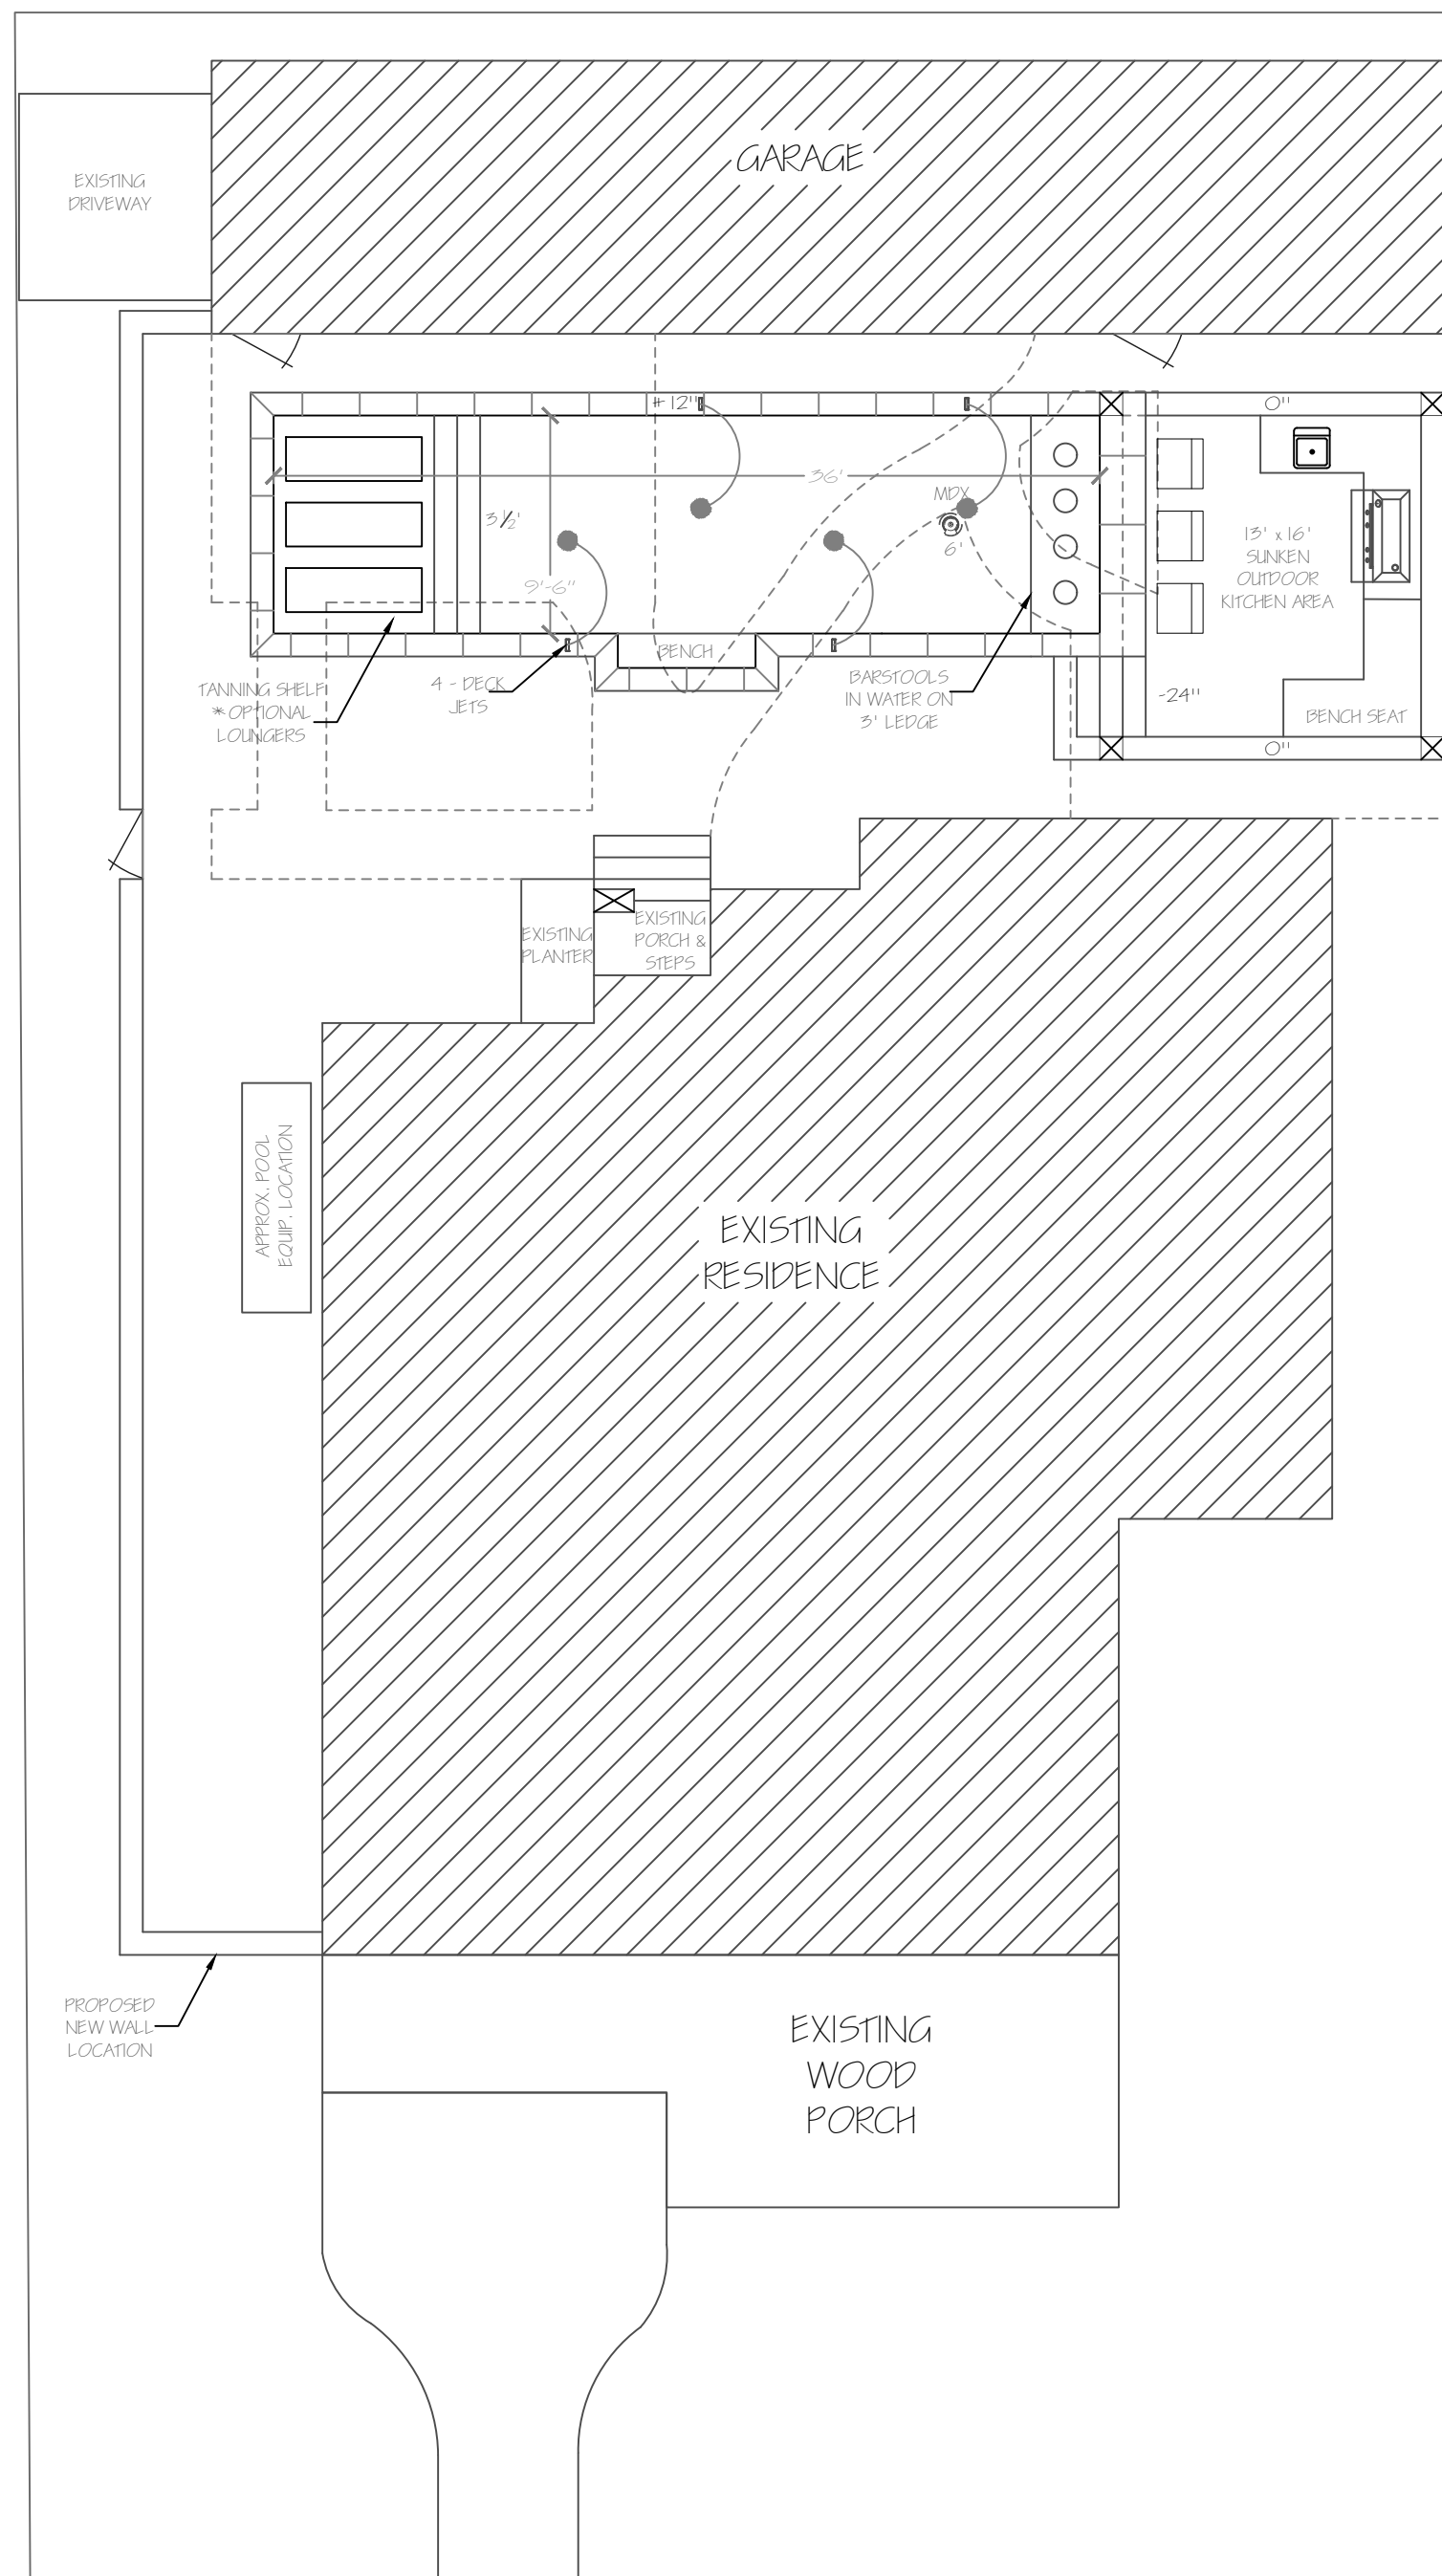 GARAGE
EXISTING
DRIVEWAY
+ 12"
0"
36'
MDX
6'
3 1/2'
9'-6"
13' x 16'
SUNKEN
OUTDOOR
KITCHEN AREA
BENCH
TANNING SHELF
* OPTIONAL
LOUNGERS
4 - DECK
JETS
BARSTOOLS
IN WATER ON
3' LEDGE
-24"
BENCH SEAT
0"
EXISTING
PLANTER
EXISTING
PORCH &
STEPS
APPROX. POOL
EQUIP. LOCATION
EXISTING
RESIDENCE
PROPOSED
NEW WALL
LOCATION
EXISTING
WOOD
PORCH